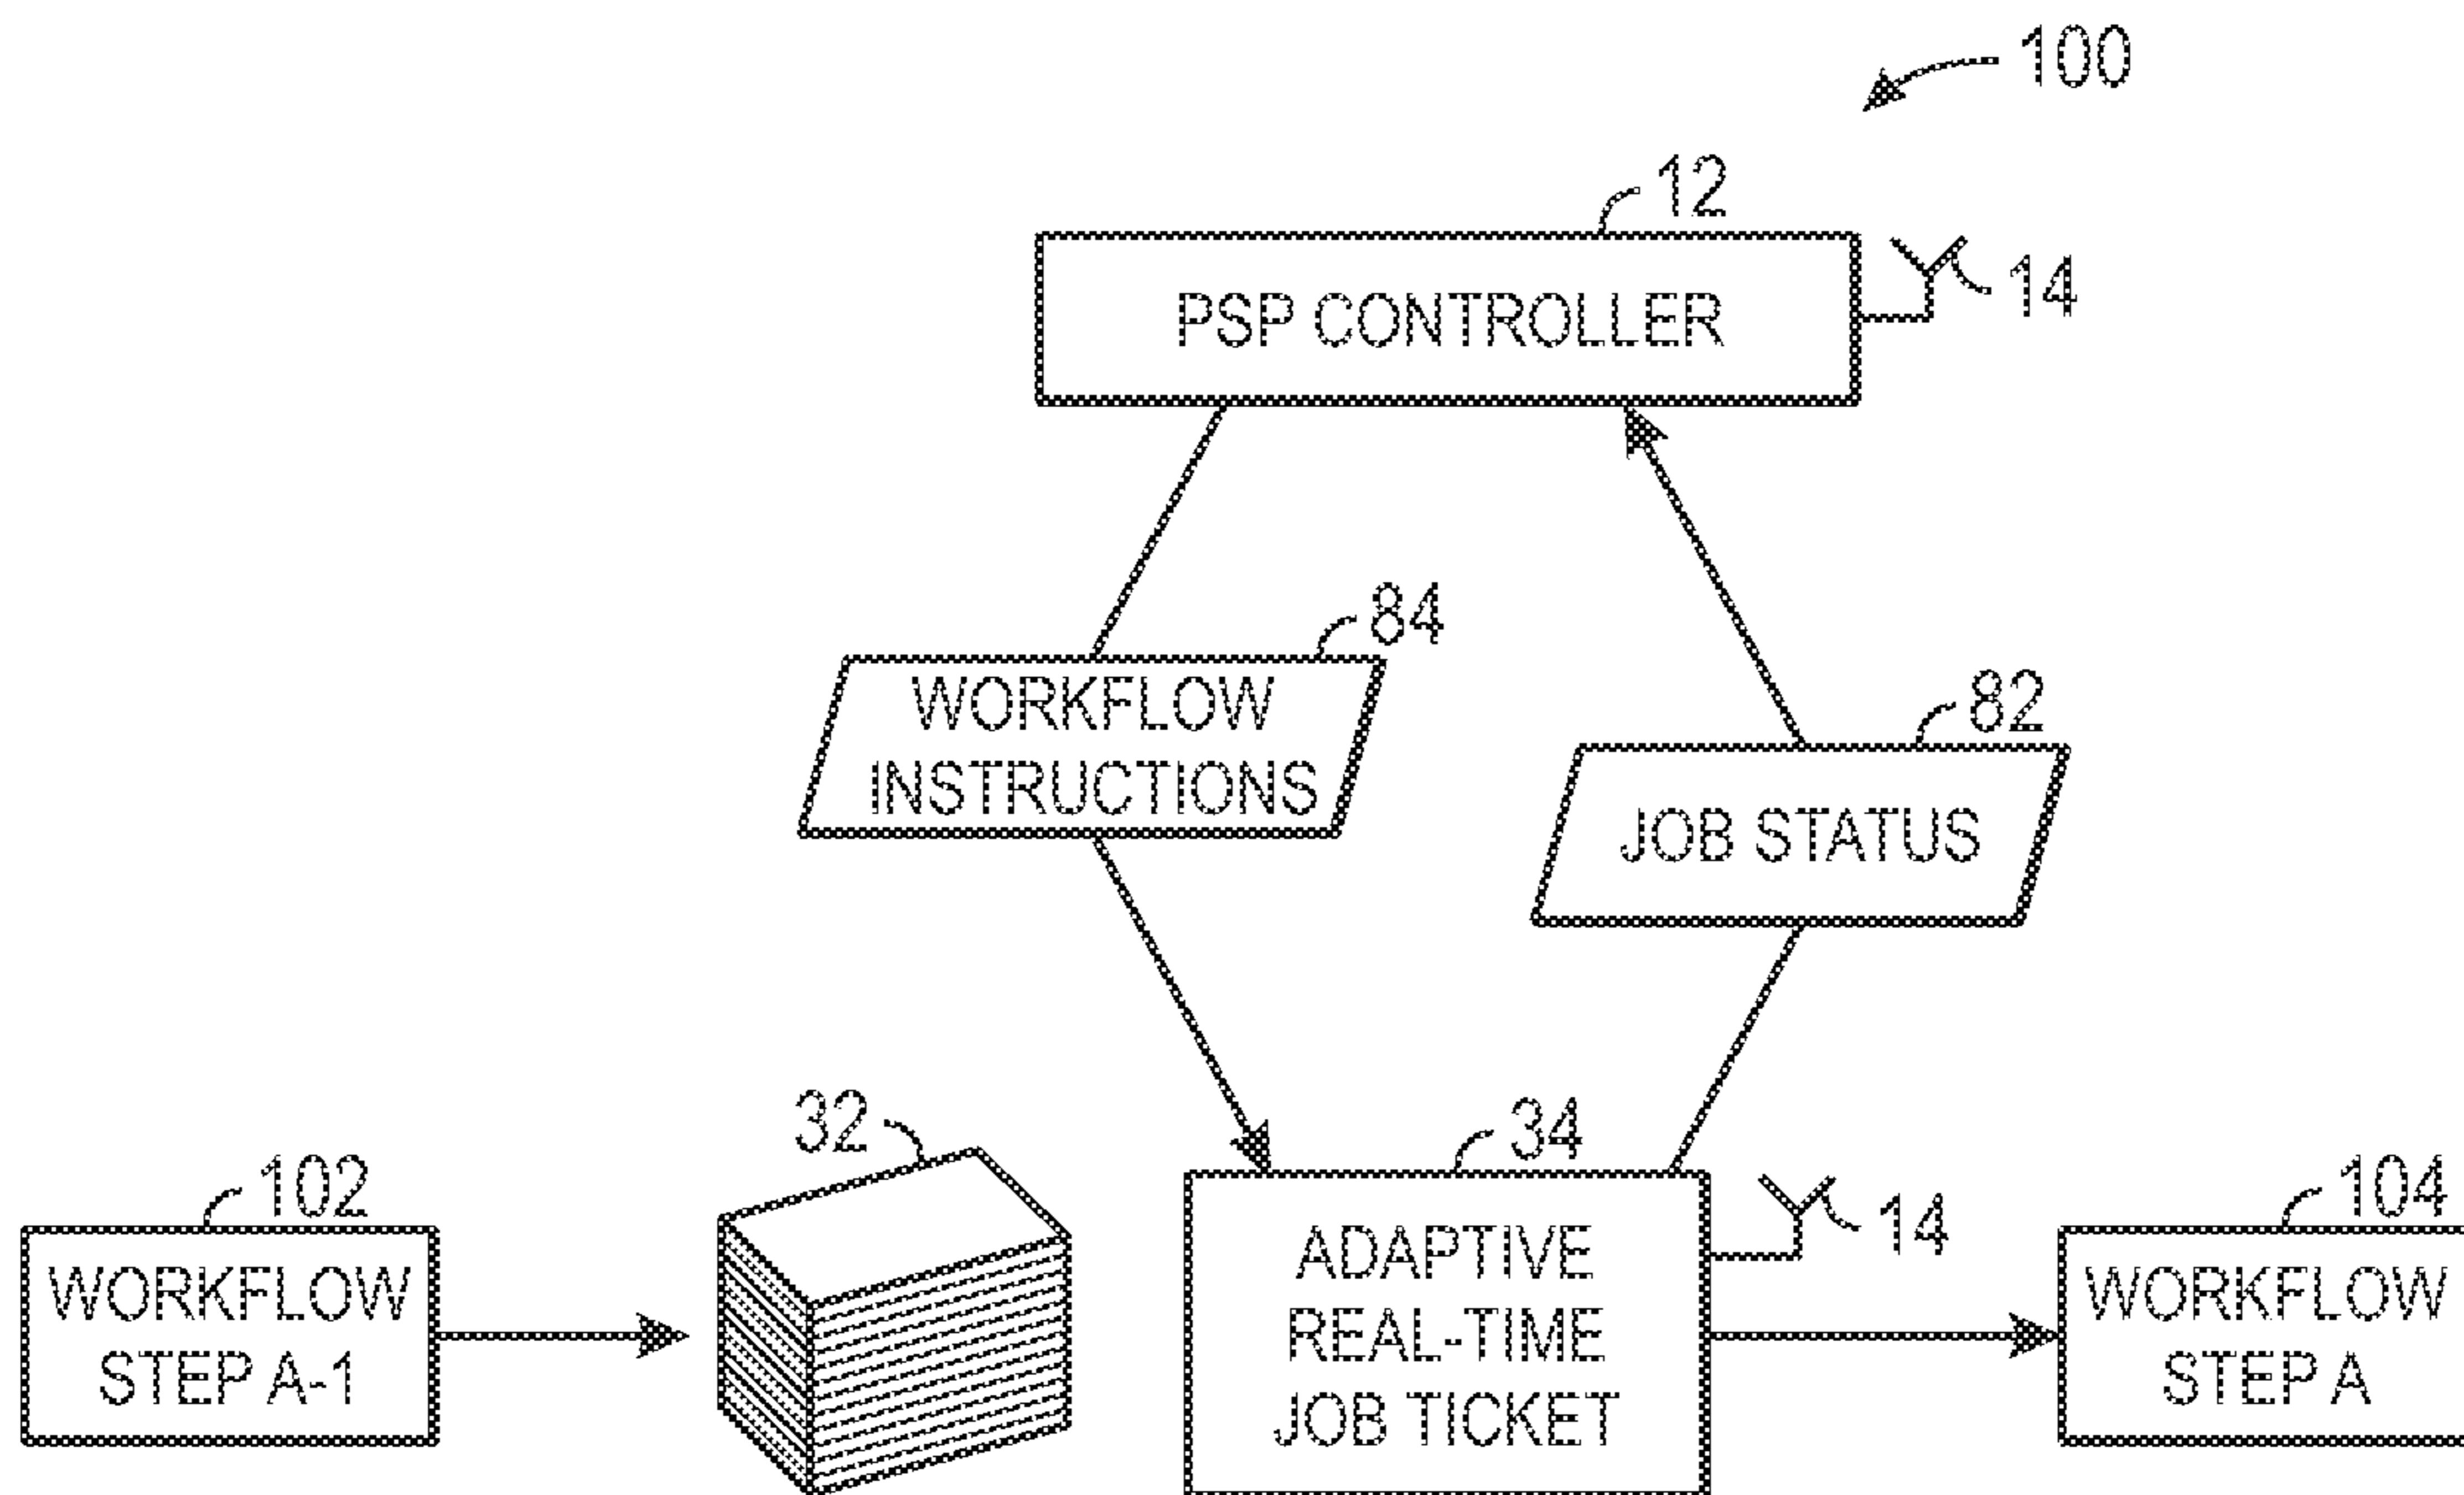 100
12
PSP CONTROLLER
14
84
WORKFLOW
INSTRUCTIONS
82
JOB STATUS
32
34
102
WORKFLOW
STEP A-1
ADAPTIVE
REAL-TIME
JOB TICKET
14
104
WORKFLOW
STEP A